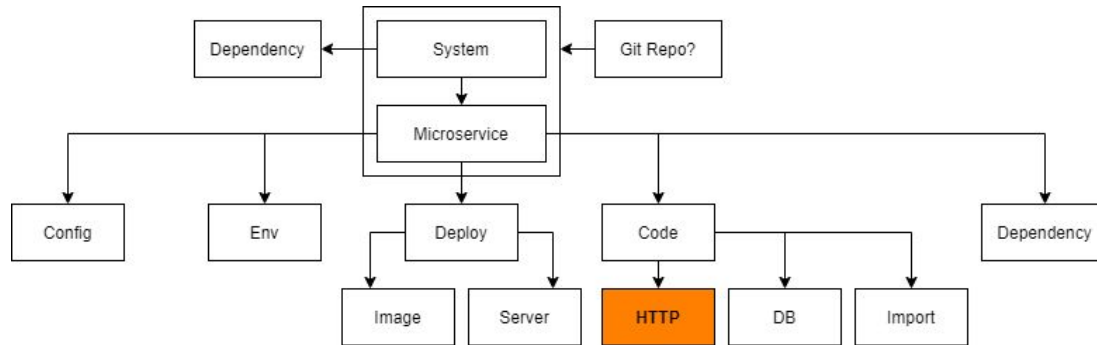 Dependency
System
Git Repo?
Microservice
Config
Env
Deploy
Code
Dependency
Image
Server
HTTP
DB
Import